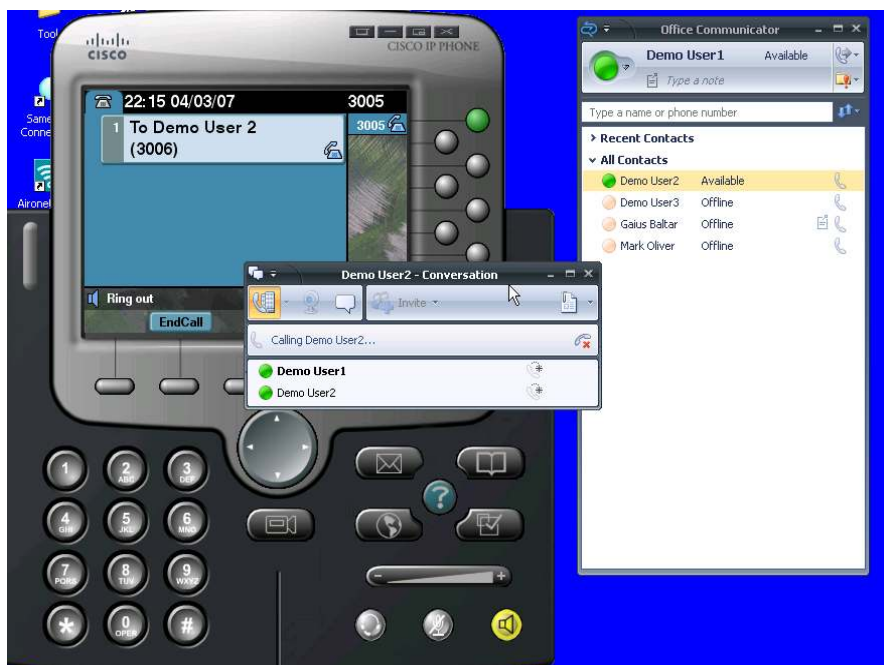 Tool
Same
Conne
Airone
CISCO
CISCO IP PHONE
22:15 04/03/07 3005
1 To Demo User 2
(3006)
3005
Ring out
EndCall
1
2
ABC
3
DEF
4
GHI
5
JKL
6
MNO
7
PQRS
8
TUV
9
WXYZ
*
0
OPER
#
?
-
+
Demo User2 - Conversation
Invite
Calling Demo User2...
Demo User1
Demo User2
Office Communicator
Demo User1 Available
Type a note
Type a name or phone number
Recent Contacts
All Contacts
Demo User2 Available
Demo User3 Offline
Gaius Baltar Offline
Mark Oliver Offline